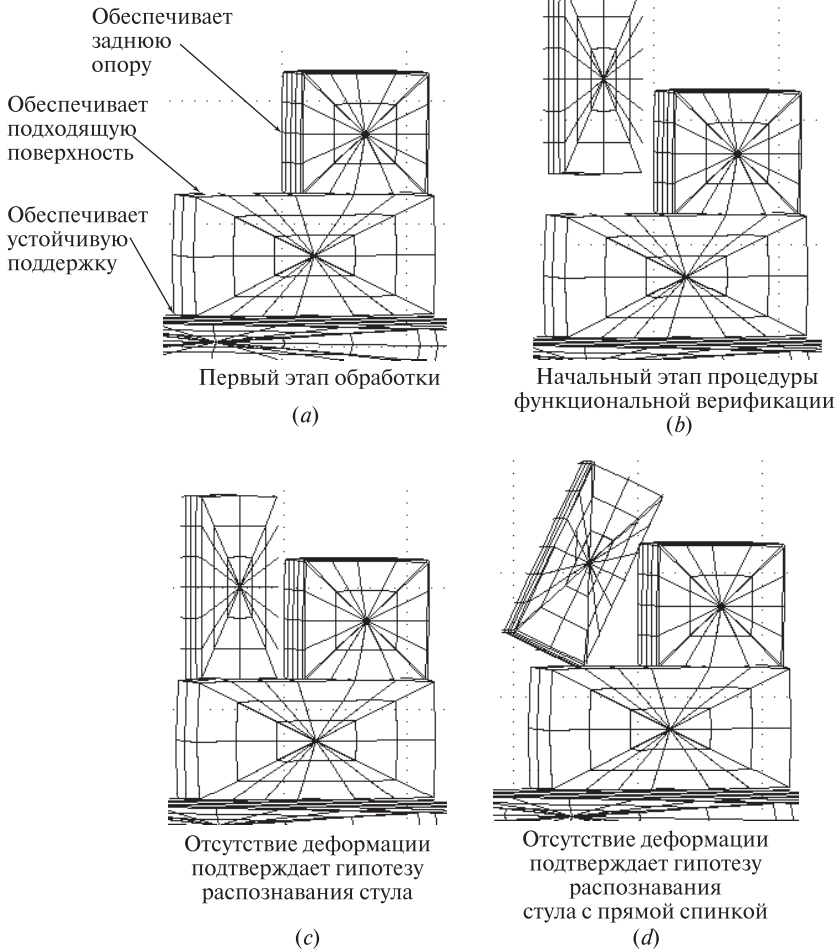 Обеспечивает
заднюю
опору
Обеспечивает
подходящую
поверхность
Обеспечивает
устойчивую
поддержку
Первый этап обработки
(a)
Начальный этап процедуры
функциональной верификации
(b)
Отсутствие деформации
подтверждает гипотезу
распознавания стула
(c)
Отсутствие деформации
подтверждает гипотезу
распознавания
стула с прямой спинкой
(d)